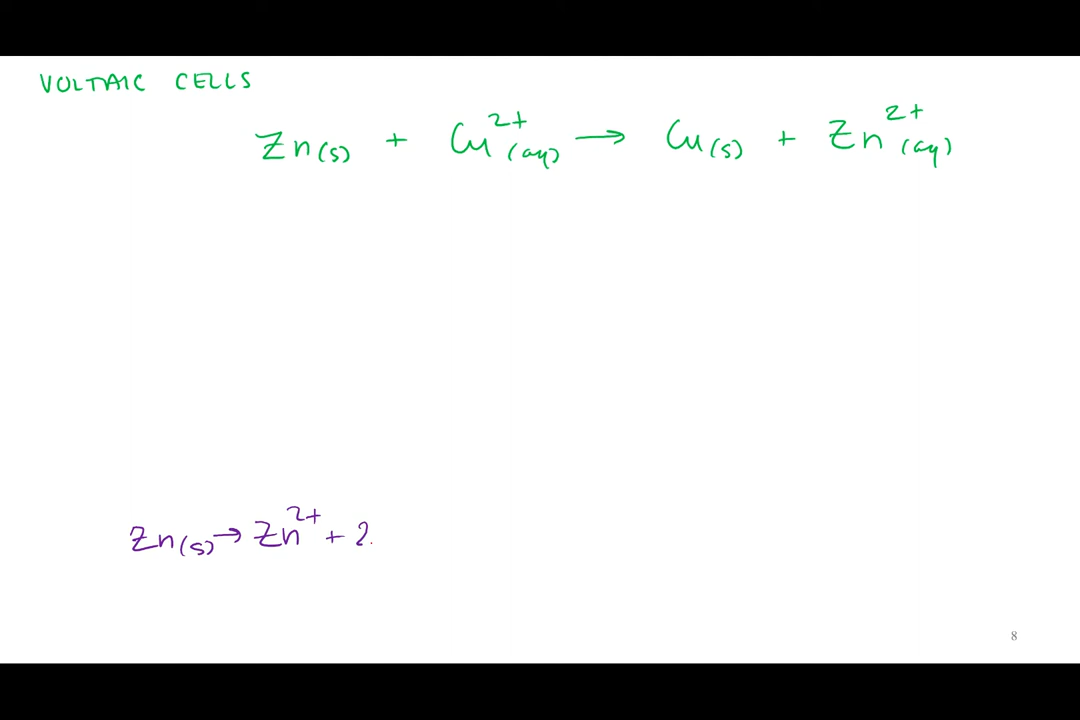 VOLTAIC CELLS
Zn(s) + Cu²⁺(aq) → Cu(s) + Zn²⁺(aq)
Zn(s) → Zn²⁺ + 2
8